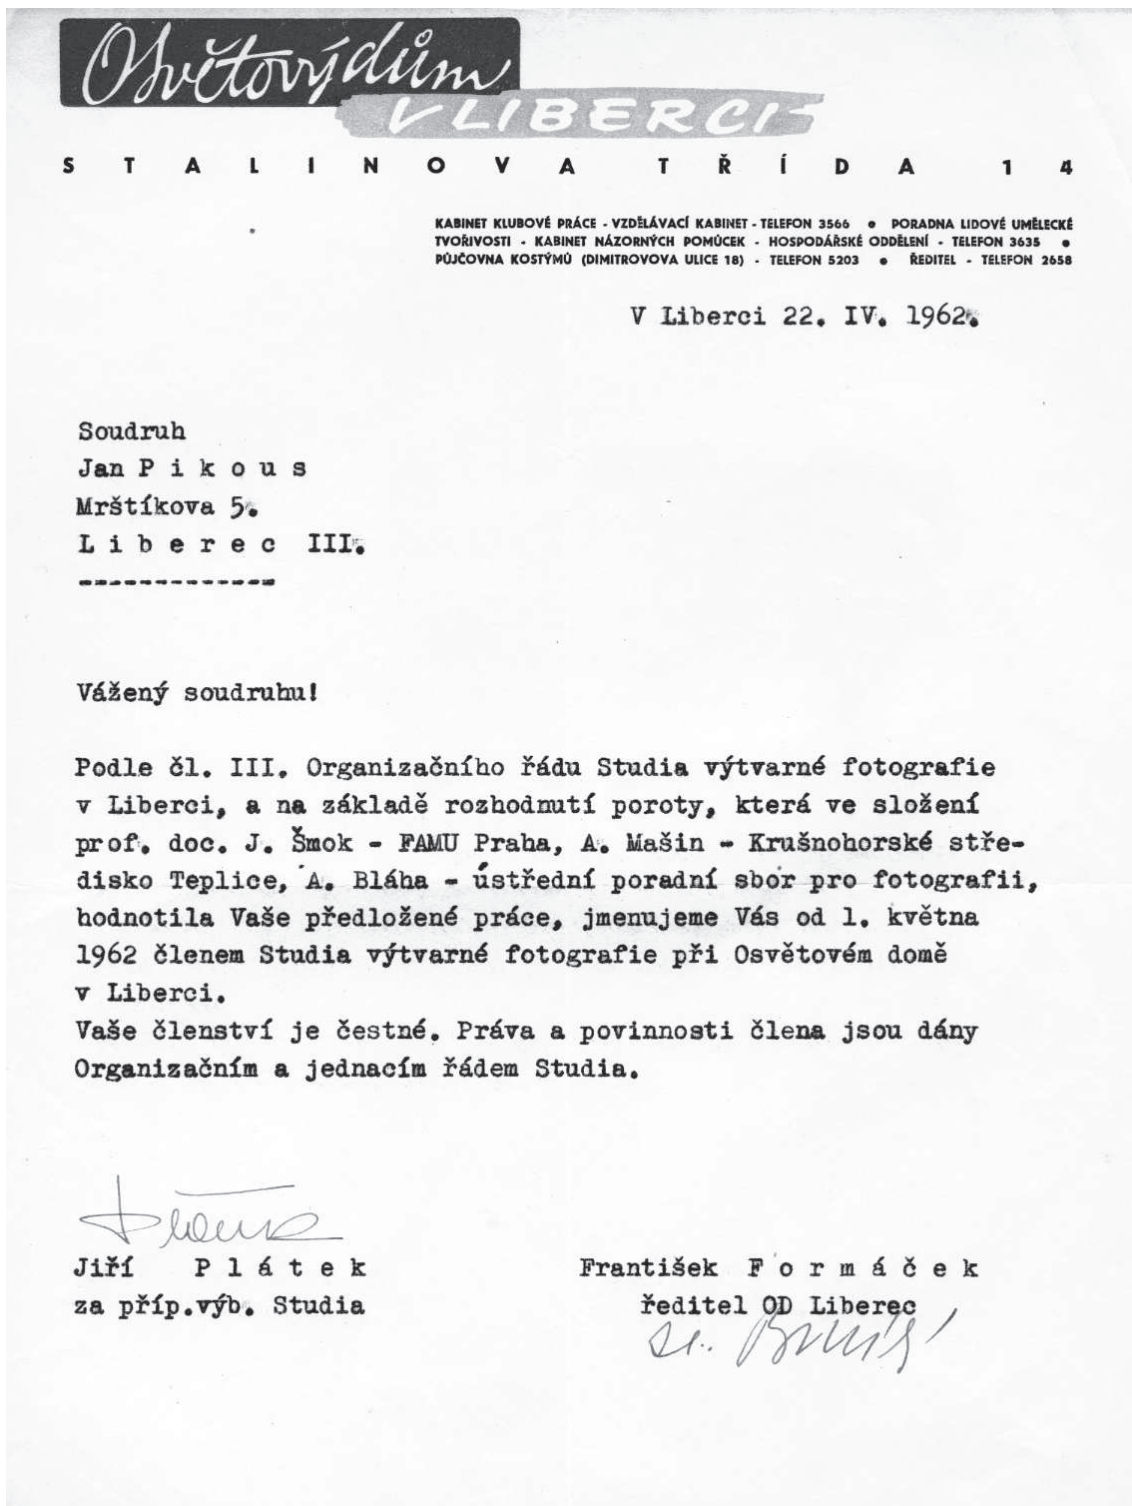 Osvětový dům
V LIBERCI
STALINOVA TŘÍDA 14
KABINET KLUBOVÉ PRÁCE - VZDĚLÁVACÍ KABINET - TELEFON 3566 • PORADNA LIDOVÉ UMĚLECKÉ
TVOŘIVOSTI - KABINET NÁZORNÝCH POMŮCEK - HOSPODÁŘSKÉ ODDĚLENÍ - TELEFON 3635 •
PŮJČOVNA KOSTÝMŮ (DIMITROVOVA ULICE 18) - TELEFON 5203 • ŘEDITEL - TELEFON 2658
V Liberci 22. IV. 1962.
Soudruh
Jan P i k o u s
Mrštíkova 5.
L i b e r e c III.
Vážený soudruhu!
Podle čl. III. Organizačního řádu Studia výtvarné fotografie
v Liberci, a na základě rozhodnutí poroty, která ve složení
prof. doc. J. Šmok - FAMU Praha, A. Mašin - Krušnohorské stře-
disko Teplice, A. Bláha - ústřední poradní sbor pro fotografii,
hodnotila Vaše předložené práce, jmenujeme Vás od 1. května
1962 členem Studia výtvarné fotografie při Osvětovém domě
v Liberci.
Vaše členství je čestné. Práva a povinnosti člena jsou dány
Organizačním a jednacím řádem Studia.
Jiří P l á t e k
za příp.výb. Studia
František F o r m á č e k
ředitel OD Liberec